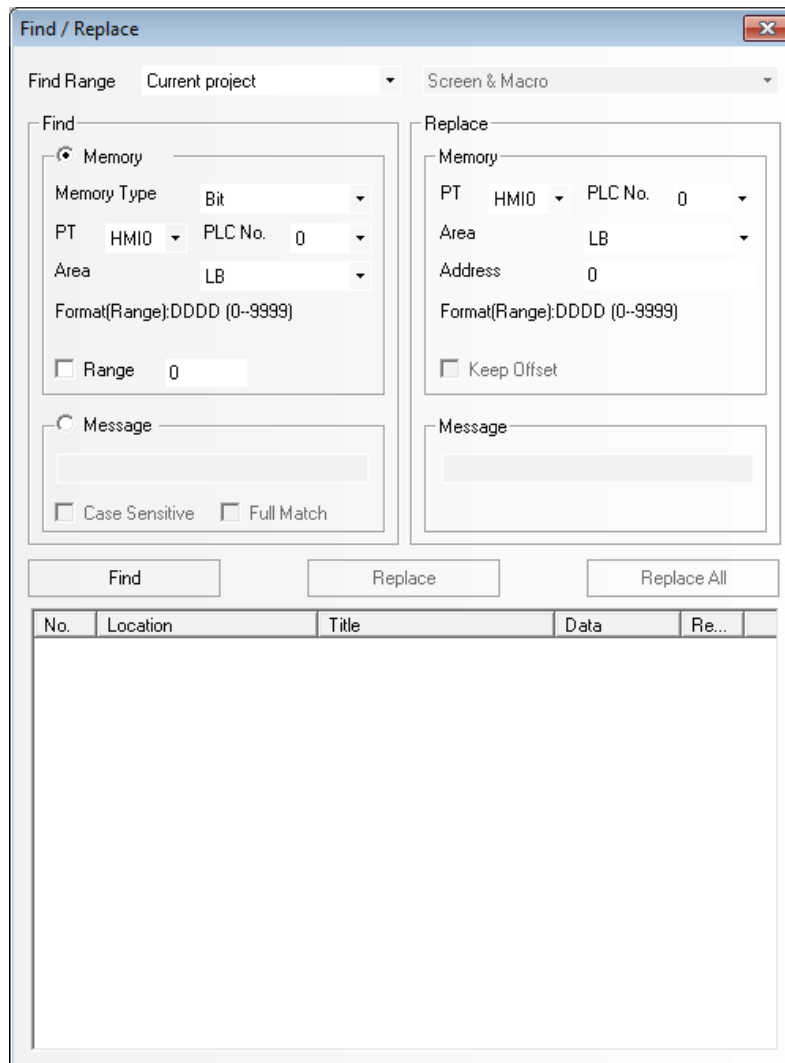 Find / Replace
Find Range Current project Screen & Macro
Find
Memory
Memory Type Bit
PT HMI0 PLC No. 0
Area LB
Format(Range):DDDD (0--9999)
Range 0
Message
Case Sensitive Full Match
Replace
Memory
PT HMI0 PLC No. 0
Area LB
Address 0
Format(Range):DDDD (0--9999)
Keep Offset
Message
Find Replace Replace All
No. Location Title Data Re...